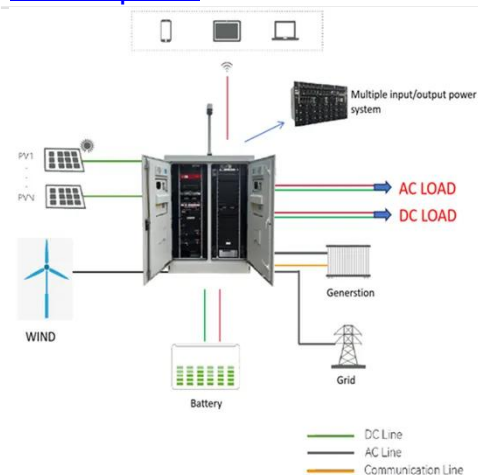 Multiple input/output power
system
PV1
PVN
AC LOAD
DC LOAD
Generstion
WIND
Grid
Battery
DC Line
AC Line
Communication Line